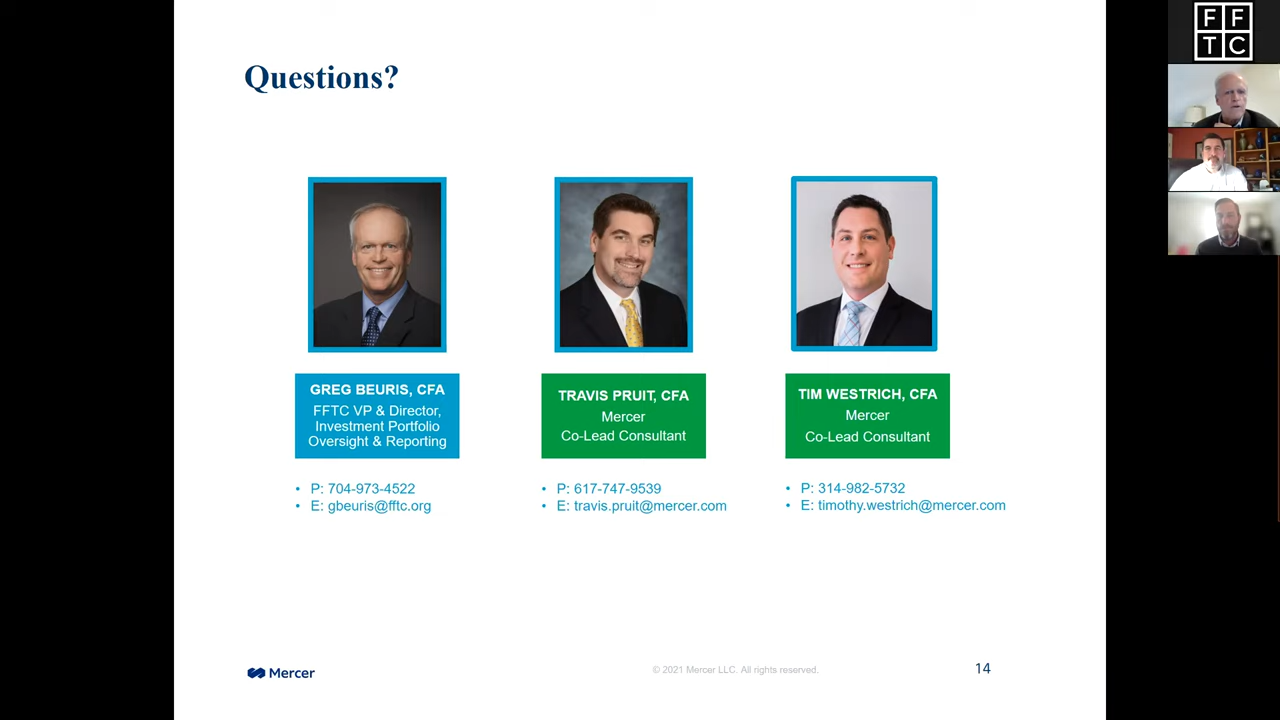 Questions?
F F
T C
GREG BEURIS, CFA
FFTC VP & Director,
Investment Portfolio
Oversight & Reporting
• P: 704-973-4522
• E: gbeuris@fftc.org
TRAVIS PRUIT, CFA
Mercer
Co-Lead Consultant
• P: 617-747-9539
• E: travis.pruit@mercer.com
TIM WESTRICH, CFA
Mercer
Co-Lead Consultant
• P: 314-982-5732
• E: timothy.westrich@mercer.com
Mercer
© 2021 Mercer LLC. All rights reserved.
14